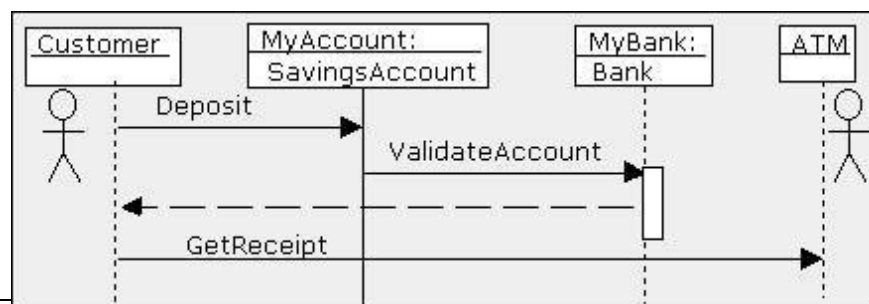 Customer
MyAccount:
SavingsAccount
MyBank:
Bank
ATM
Deposit
ValidateAccount
GetReceipt